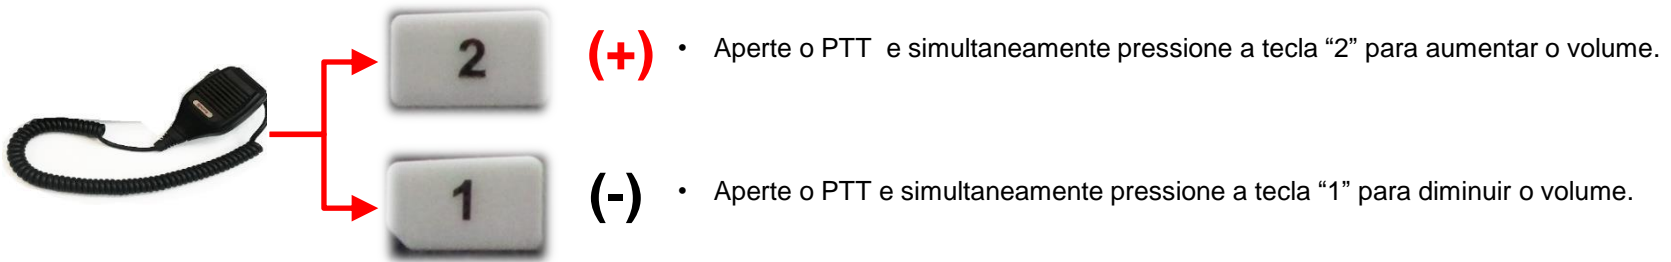 2
(+)
• Aperte o PTT e simultaneamente pressione a tecla “2” para aumentar o volume.
1
(-)
• Aperte o PTT e simultaneamente pressione a tecla “1” para diminuir o volume.